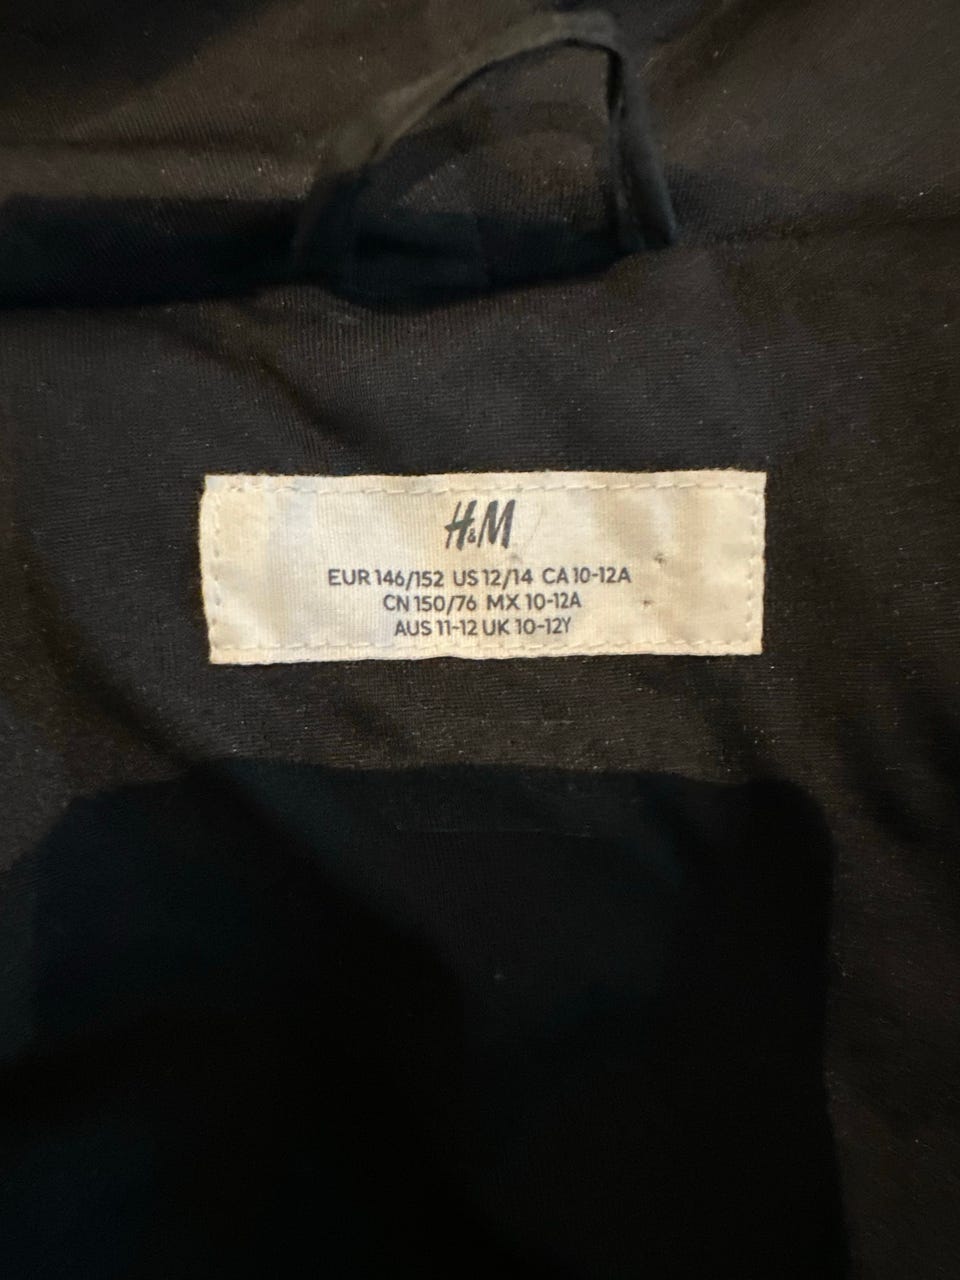 H&M
EUR 146/152 US 12/14 CA 10-12A
CN 150/76 MX 10-12A
AUS 11-12 UK 10-12Y